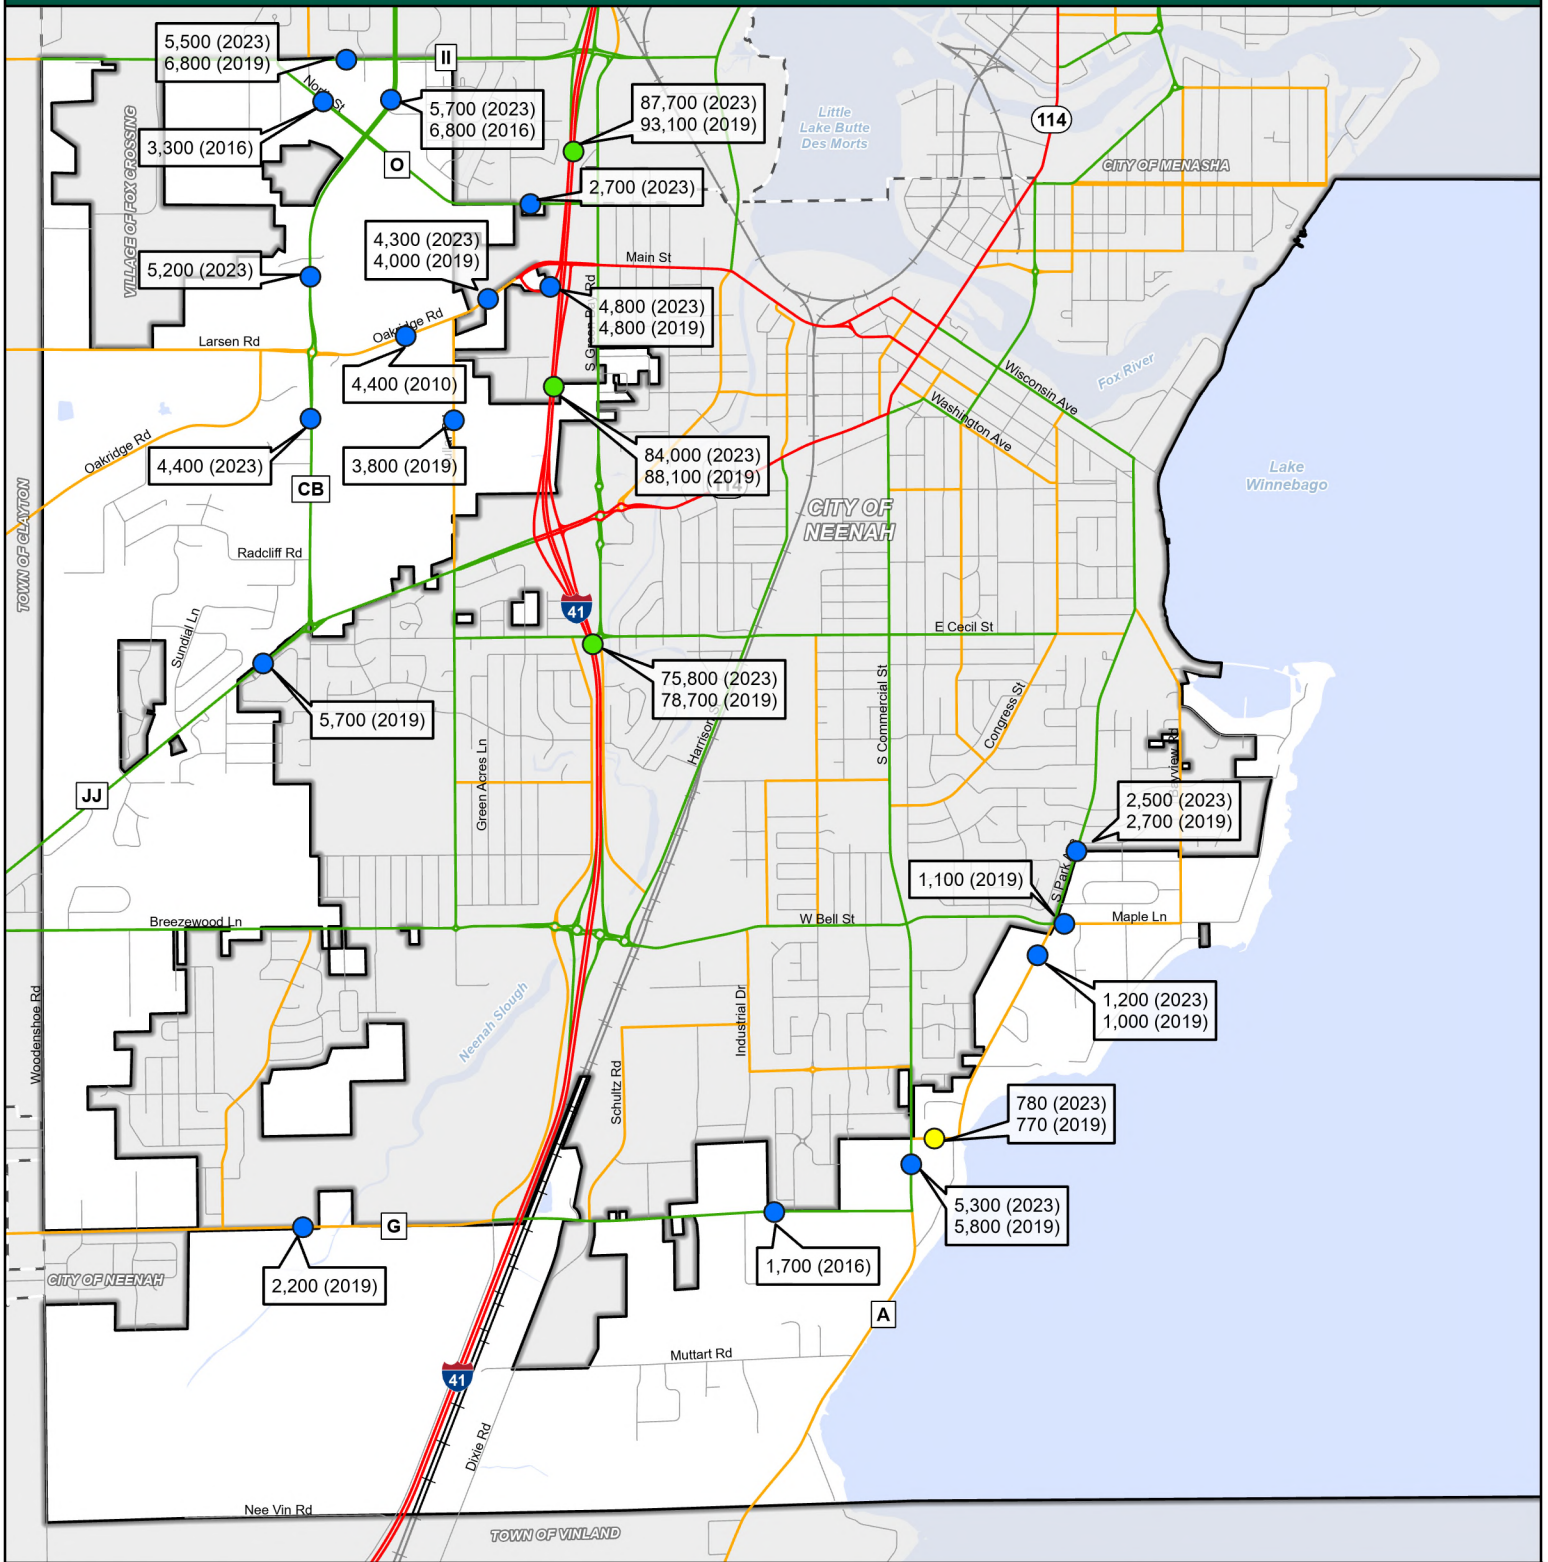 5,500 (2023)
6,800 (2019)
II
North St
5,700 (2023)
6,800 (2016)
87,700 (2023)
93,100 (2019)
Little
Lake Butte
Des Morts
114
3,300 (2016)
O
CITY OF MENASHA
VILLAGE OF FOX CROSSING
2,700 (2023)
4,300 (2023)
4,000 (2019)
Main St
5,200 (2023)
4,800 (2023)
4,800 (2019)
Oakridge Rd
Larsen Rd
4,400 (2010)
Wisconsin Ave
Fox River
Washington Ave
Oakridge Rd
4,400 (2023)
3,800 (2019)
84,000 (2023)
88,100 (2019)
114
CB
Lake
Winnebago
CITY OF
NEENAH
TOWN OF CLAYTON
Radcliff Rd
41
Sundial Ln
E Cecil St
75,800 (2023)
78,700 (2019)
5,700 (2019)
Harrison
S Commercial St
Congress St
Green Acres Ln
JJ
2,500 (2023)
2,700 (2019)
1,100 (2019)
S Park
Breezewood Ln
W Bell St
Maple Ln
1,200 (2023)
1,000 (2019)
Woodenshoe Rd
Neenah Slough
Industrial Dr
Schultz Rd
780 (2023)
770 (2019)
5,300 (2023)
5,800 (2019)
G
CITY OF NEENAH
2,200 (2019)
1,700 (2016)
A
Muttart Rd
41
Dixie Rd
Nee Vin Rd
TOWN OF VINLAND